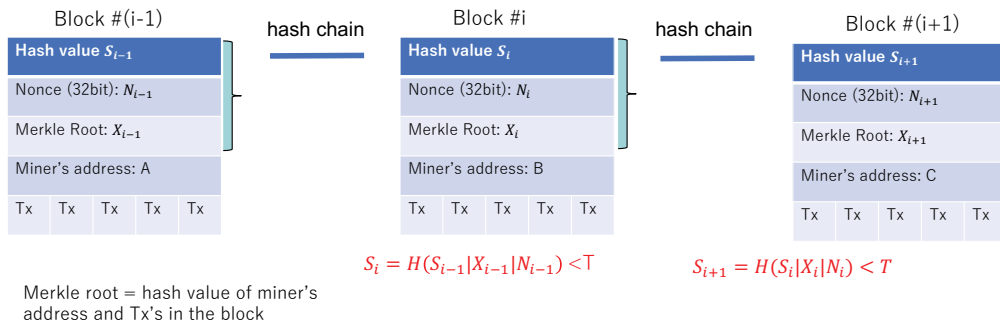 Block #(i-1)
Hash value S_{i-1}
Nonce (32bit): N_{i-1}
Merkle Root: X_{i-1}
Miner's address: A
Tx Tx Tx Tx Tx
hash chain
Block #i
Hash value S_i
Nonce (32bit): N_i
Merkle Root: X_i
Miner's address: B
Tx Tx Tx Tx Tx
hash chain
Block #(i+1)
Hash value S_{i+1}
Nonce (32bit): N_{i+1}
Merkle Root: X_{i+1}
Miner's address: C
Tx Tx Tx Tx Tx
S_i = H(S_{i-1}|X_{i-1}|N_{i-1}) <T
S_{i+1} = H(S_i|X_i|N_i) < T
Merkle root = hash value of miner's
address and Tx's in the block